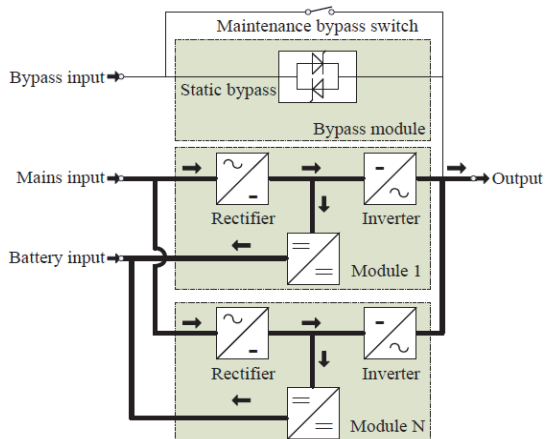 Maintenance bypass switch
Bypass input
Static bypass
Bypass module
Mains input
Output
Rectifier
Inverter
Battery input
Module 1
Rectifier
Inverter
Module N